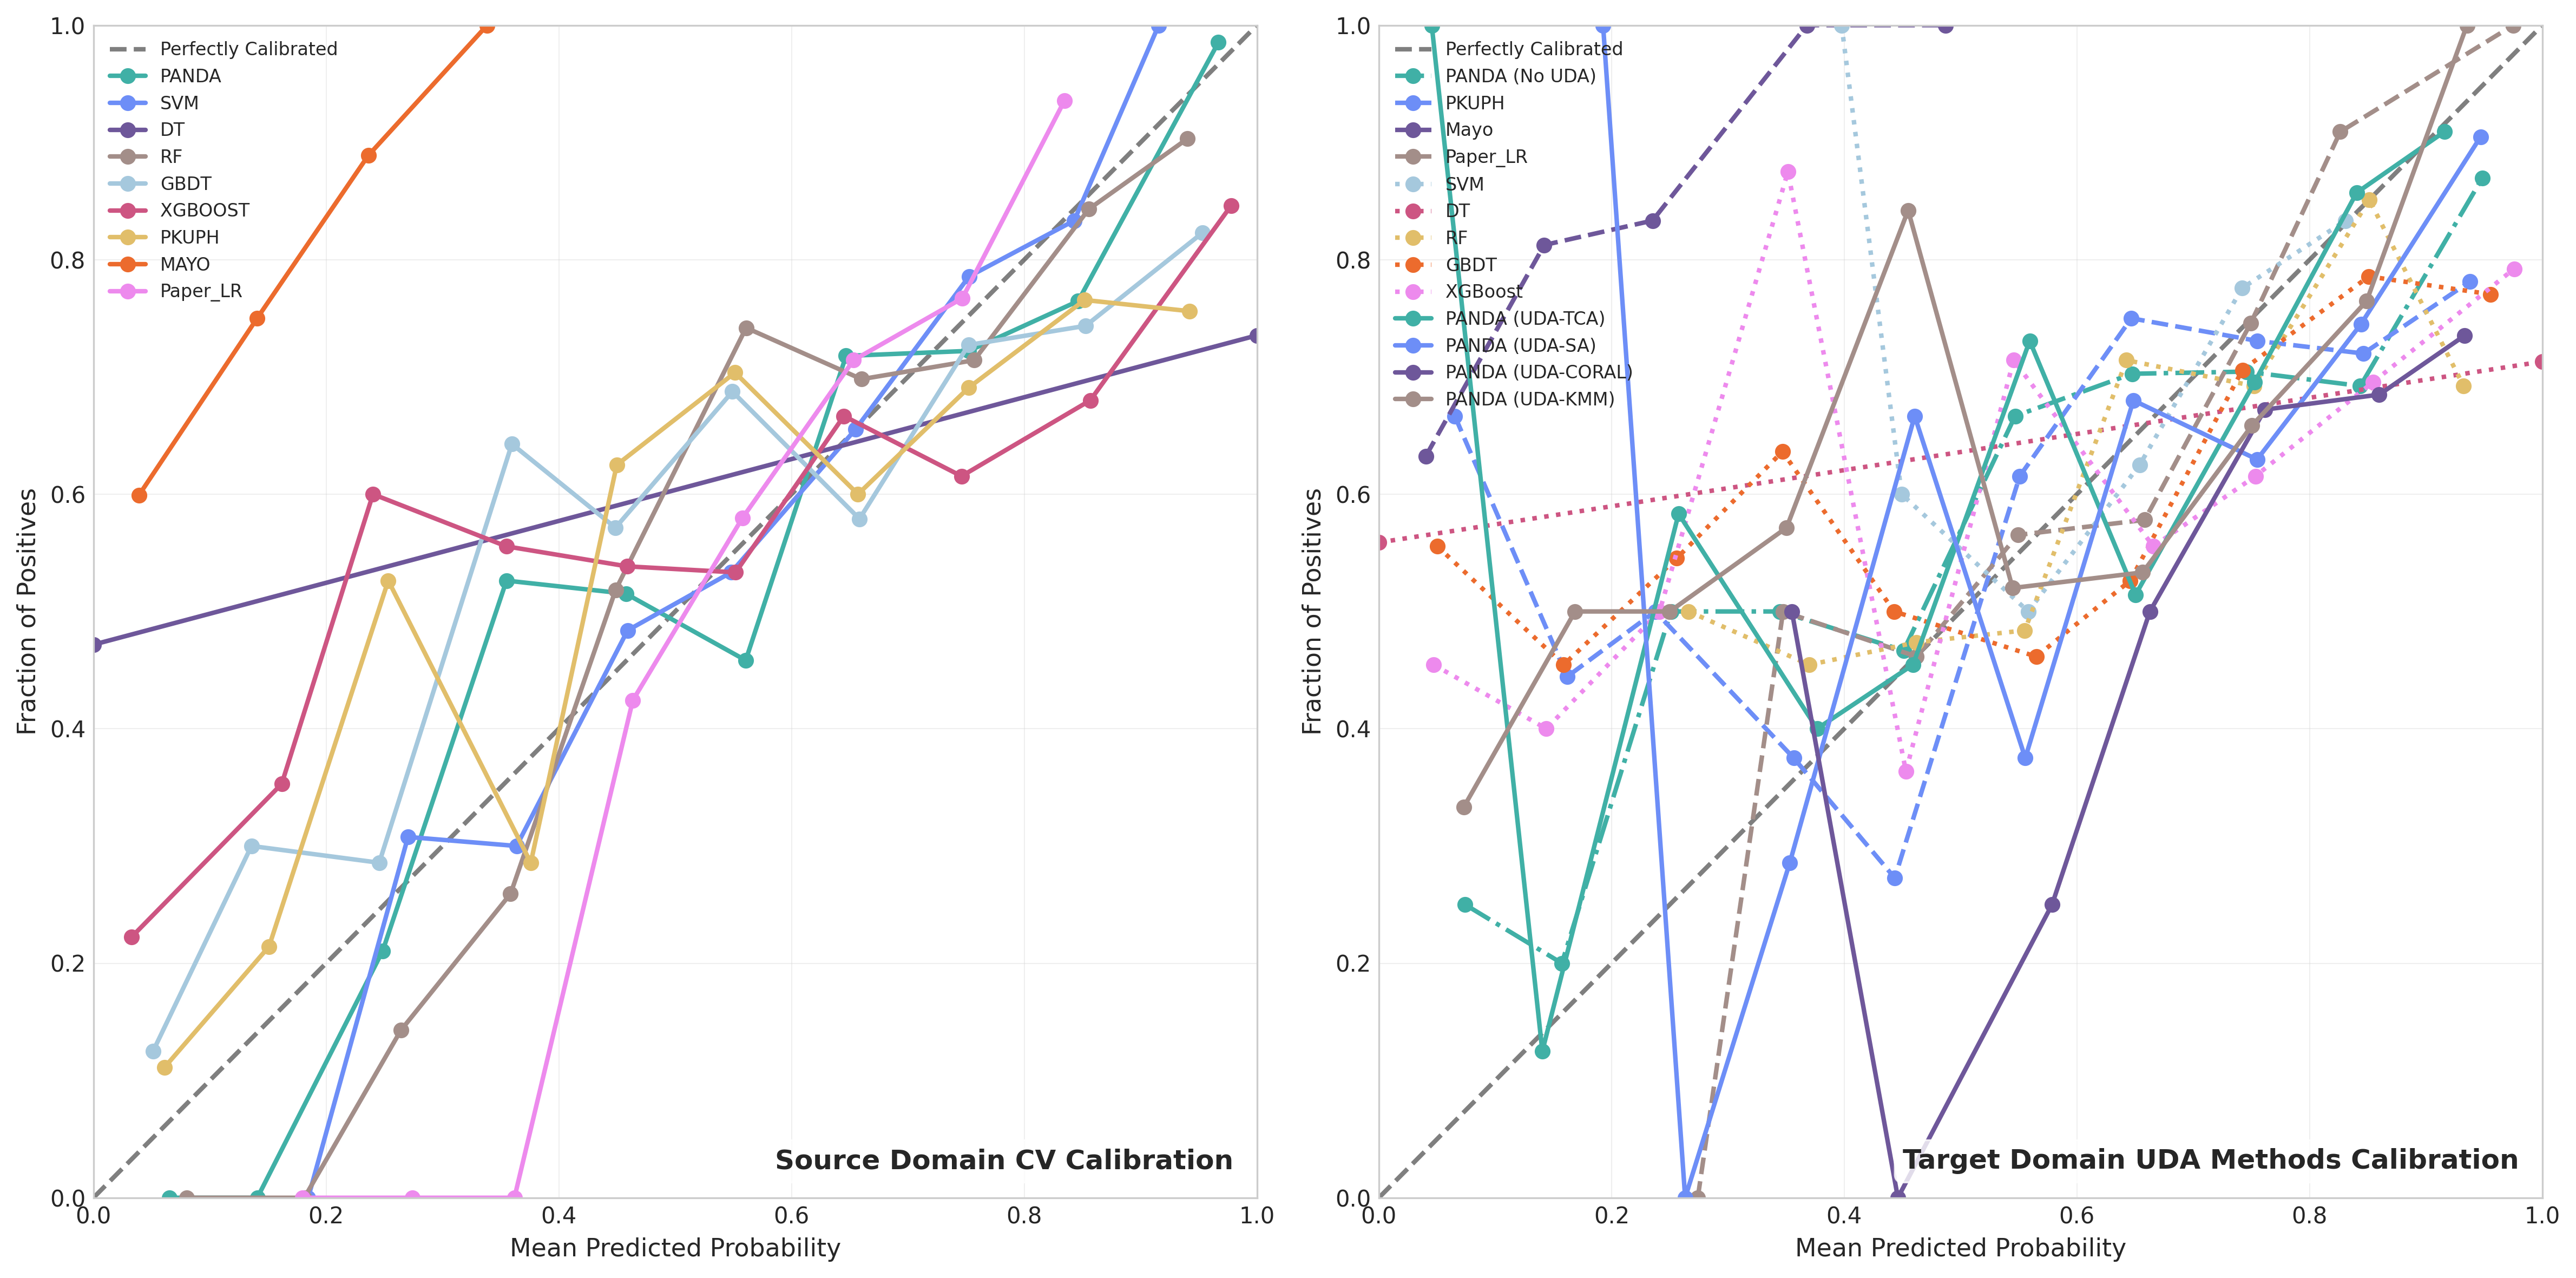 1.0
0.8
0.6
0.4
0.2
0.0
Fraction of Positives
Perfectly Calibrated
PANDA
SVM
DT
RF
GBDT
XGBOOST
PKUPH
MAYO
Paper_LR
Source Domain CV Calibration
0.0 0.2 0.4 0.6 0.8 1.0
Mean Predicted Probability
1.0
0.8
0.6
0.4
0.2
0.0
Fraction of Positives
Perfectly Calibrated
PANDA (No UDA)
PKUPH
Mayo
Paper_LR
SVM
DT
RF
GBDT
XGBoost
PANDA (UDA-TCA)
PANDA (UDA-SA)
PANDA (UDA-CORAL)
PANDA (UDA-KMM)
Target Domain UDA Methods Calibration
0.0 0.2 0.4 0.6 0.8 1.0
Mean Predicted Probability